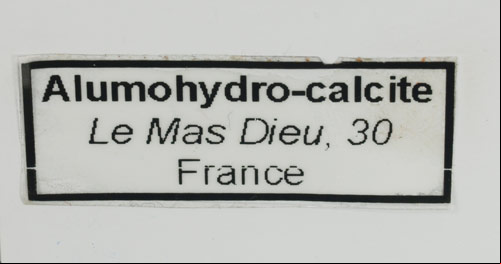 Alumohydro-calcite
Le Mas Dieu, 30
France